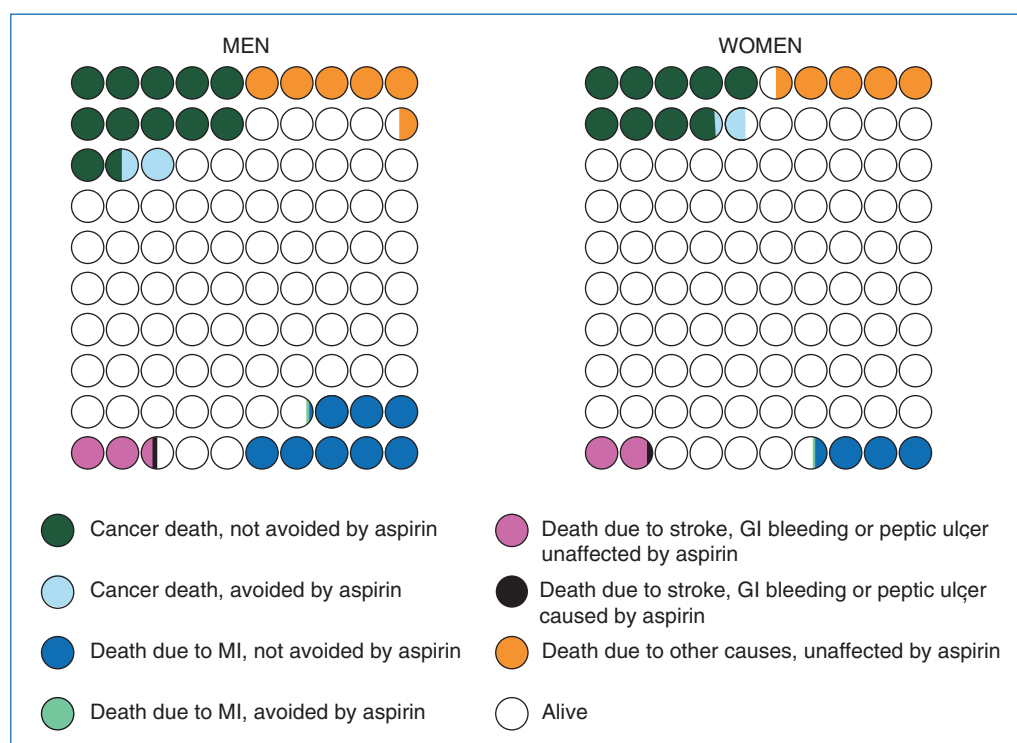 MEN
WOMEN
Cancer death, not avoided by aspirin
Cancer death, avoided by aspirin
Death due to MI, not avoided by aspirin
Death due to MI, avoided by aspirin
Death due to stroke, GI bleeding or peptic ulçer
unaffected by aspirin
Death due to stroke, GI bleeding or peptic ulçer
caused by aspirin
Death due to other causes, unaffected by aspirin
Alive